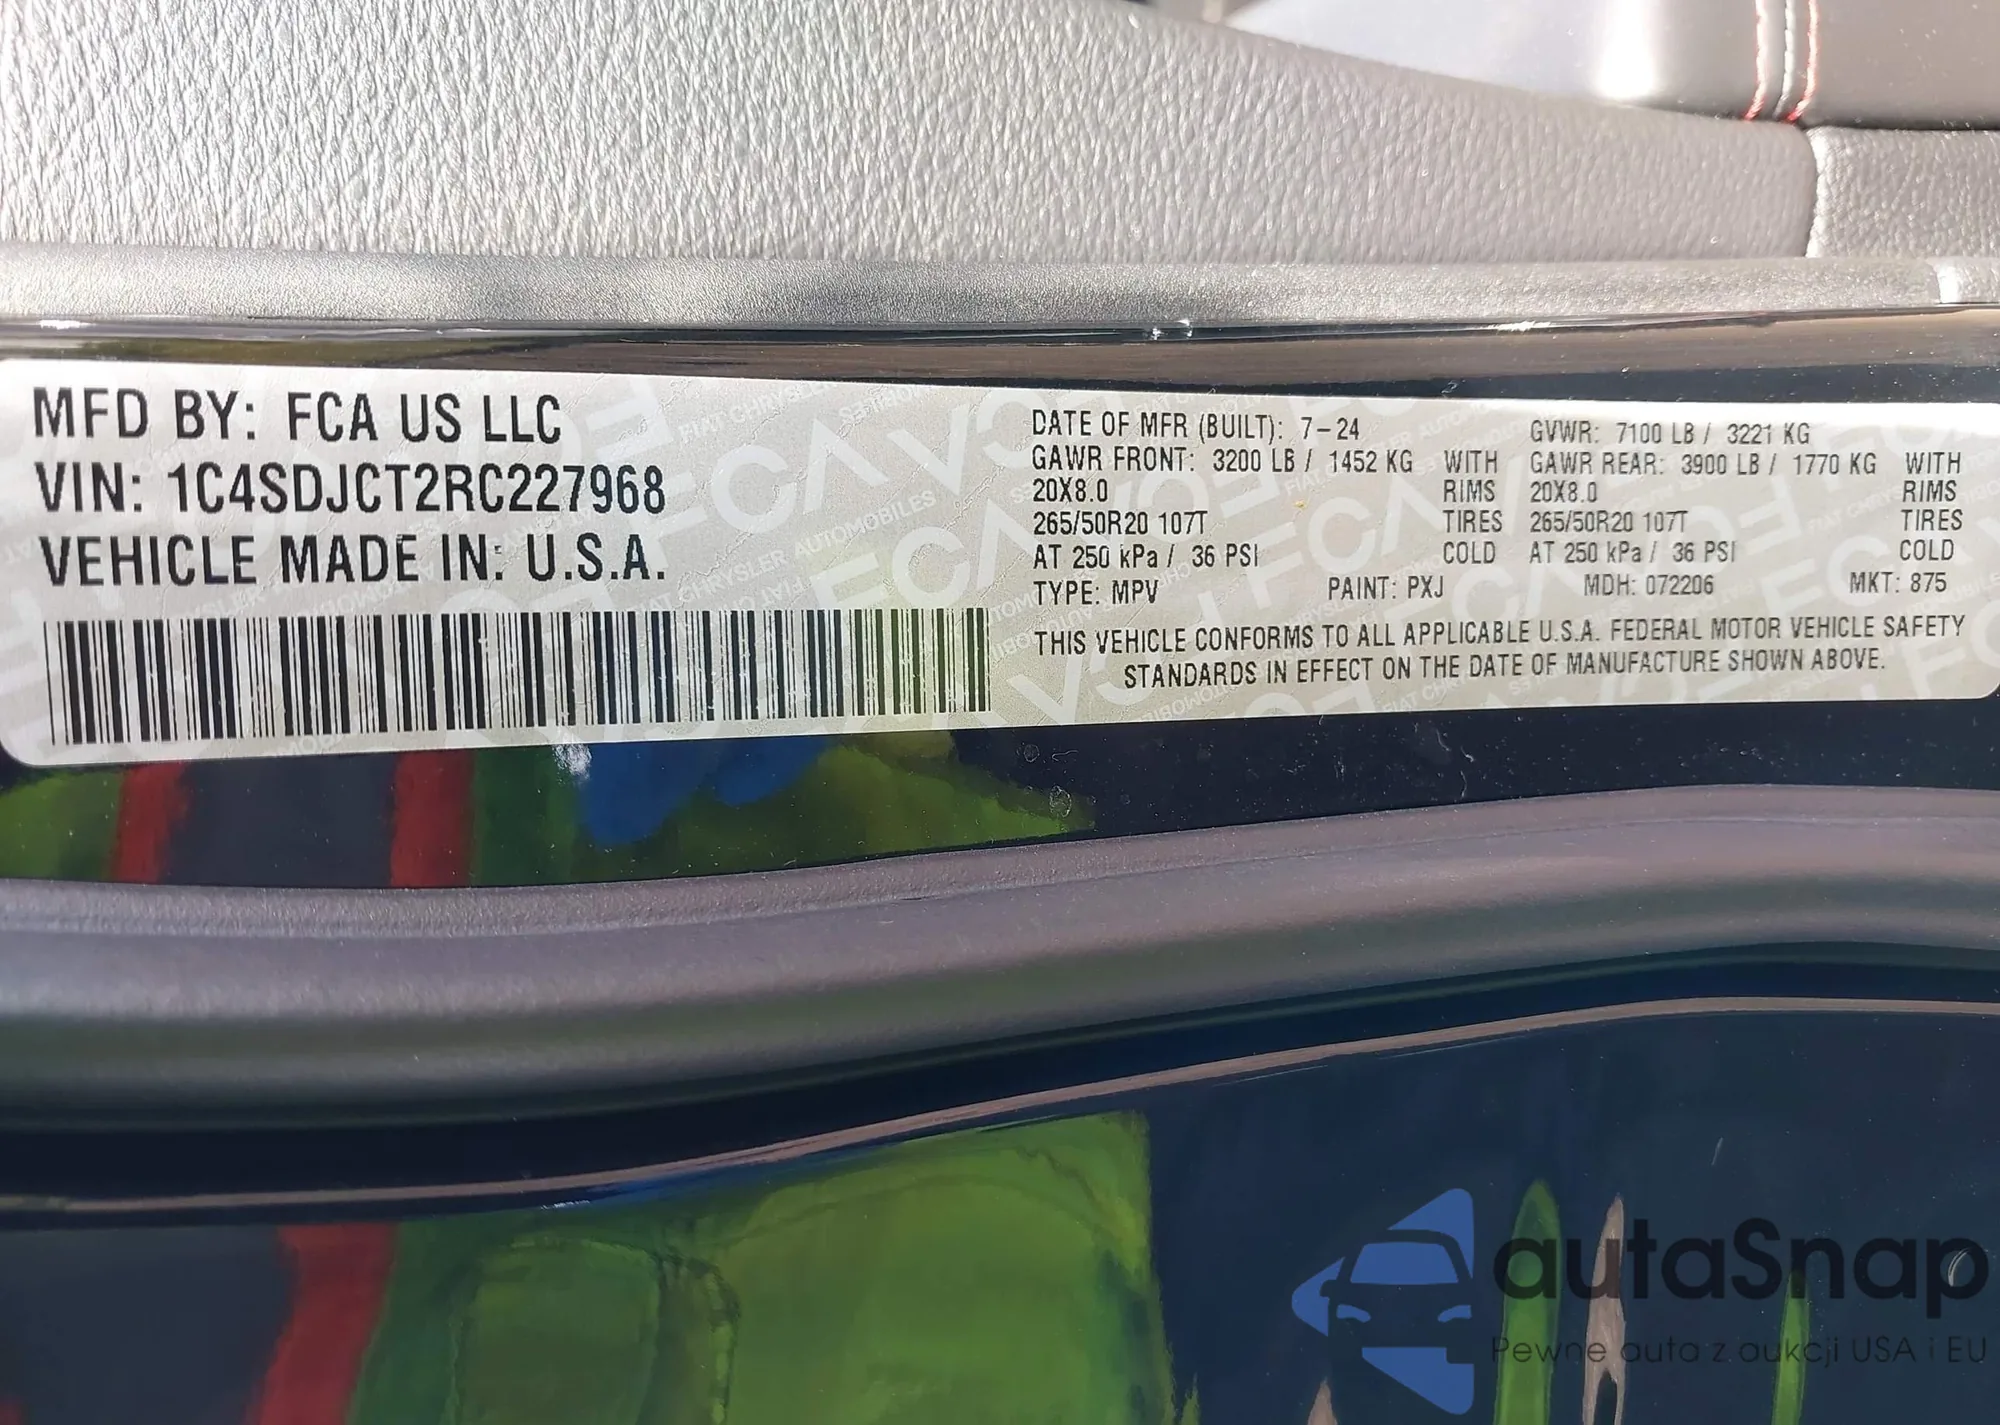 MFD BY: FCA US LLC
VIN: 1C4SDJCT2RC227968
VEHICLE MADE IN: U.S.A.
DATE OF MFR (BUILT): 7-24 GVWR: 7100 LB / 3221 KG
GAWR FRONT: 3200 LB / 1452 KG WITH GAWR REAR: 3900 LB / 1770 KG WITH
20X8.0 RIMS 20X8.0 RIMS
265/50R20 107T TIRES 265/50R20 107T TIRES
AT 250 kPa / 36 PSI COLD AT 250 kPa / 36 PSI COLD
TYPE: MPV PAINT: PXJ MDH: 072206 MKT: 875
THIS VEHICLE CONFORMS TO ALL APPLICABLE U.S.A. FEDERAL MOTOR VEHICLE SAFETY
STANDARDS IN EFFECT ON THE DATE OF MANUFACTURE SHOWN ABOVE.
autaSnap
Pewne auta z aukcji USA i EU